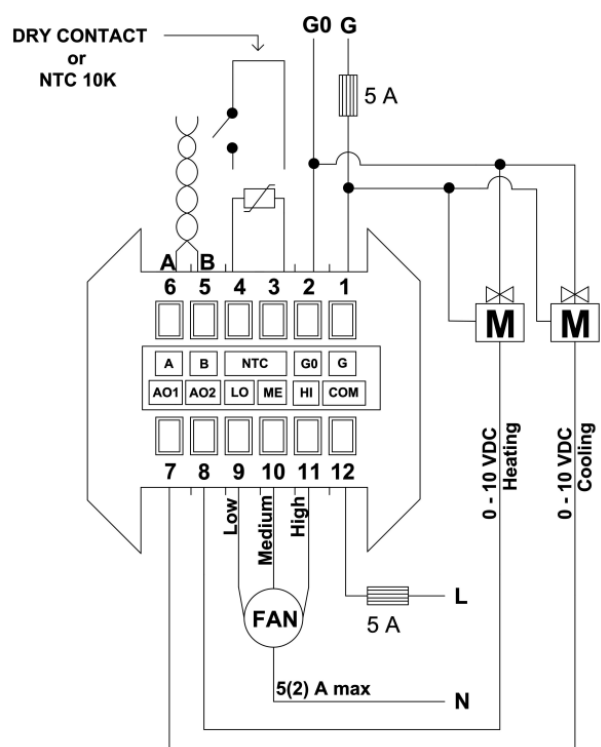 DRY CONTACT
or
NTC 10K
G0 G
5 A
A B
6 5 4 3 2 1
M M
A B NTC G0 G
AO1 AO2 LO ME HI COM
7 8 9 10 11 12
Low
Medium
High
0 - 10 VDC
Heating
0 - 10 VDC
Cooling
FAN
L
5 A
5(2) A max
N